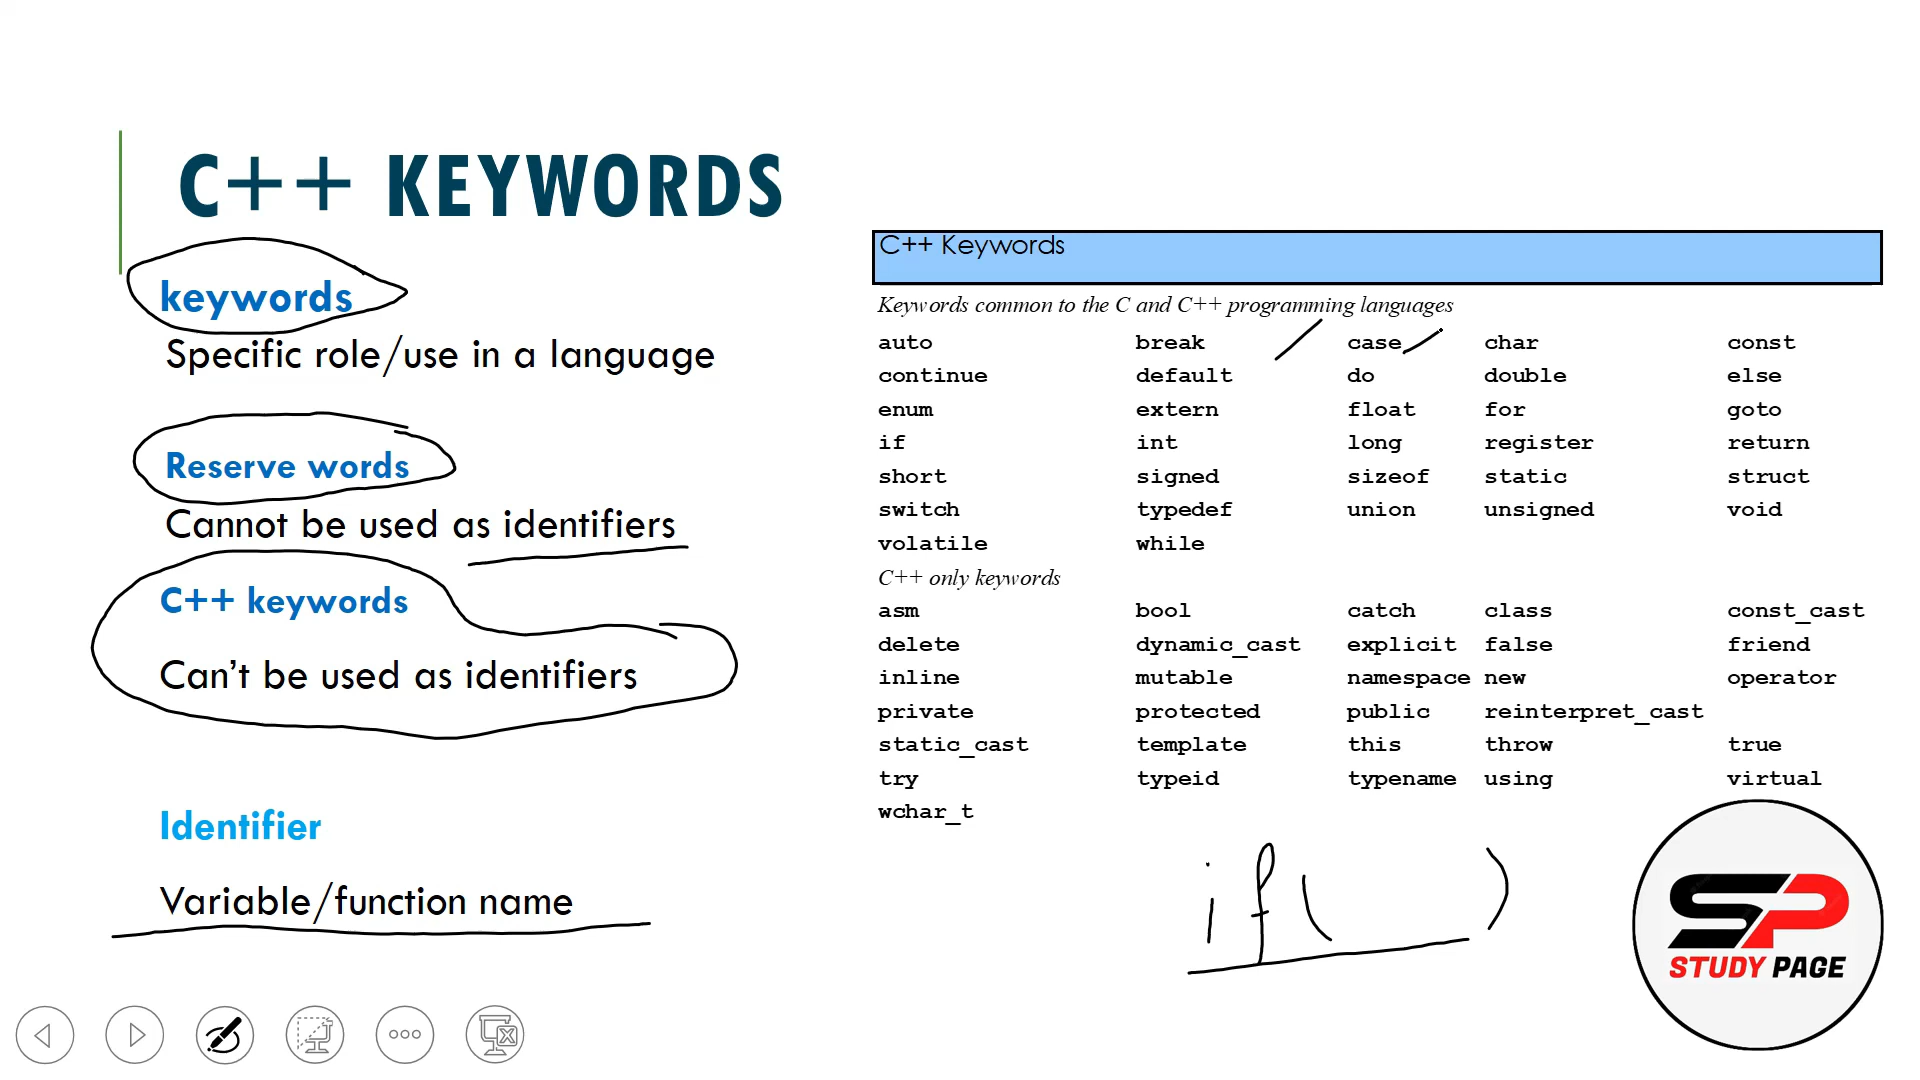 C++ KEYWORDS
keywords
Specific role/use in a language
Reserve words
Cannot be used as identifiers
C++ keywords
Can't be used as identifiers
Identifier
Variable/function name
C++ Keywords
Keywords common to the C and C++ programming languages
auto break case char const
continue default do double else
enum extern float for goto
if int long register return
short signed sizeof static struct
switch typedef union unsigned void
volatile while
C++ only keywords
asm bool catch class const_cast
delete dynamic_cast explicit false friend
inline mutable namespace new operator
private protected public reinterpret_cast
static_cast template this throw true
try typeid typename using virtual
wchar_t
if ( )
SP
STUDY PAGE